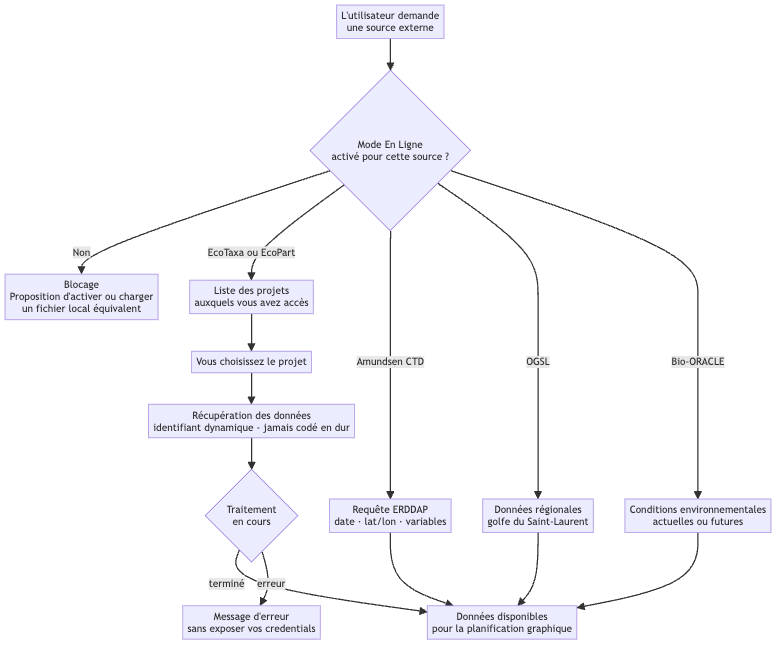 L'utilisateur demande
une source externe
Mode En Ligne
activé pour cette source ?
Non
EcoTaxa ou EcoPart
Blocage
Proposition d'activer ou charger
un fichier local équivalent
Liste des projets
auxquels vous avez accès
Vous choisissez le projet
Amundsen CTD
OGSL
Bio-ORACLE
Récupération des données
identifiant dynamique - jamais codé en dur
Traitement
en cours
Requête ERDDAP
date · lat/lon · variables
Données régionales
golfe du Saint-Laurent
Conditions environnementales
actuelles ou futures
terminé
erreur
Message d'erreur
sans exposer vos credentials
Données disponibles
pour la planification graphique